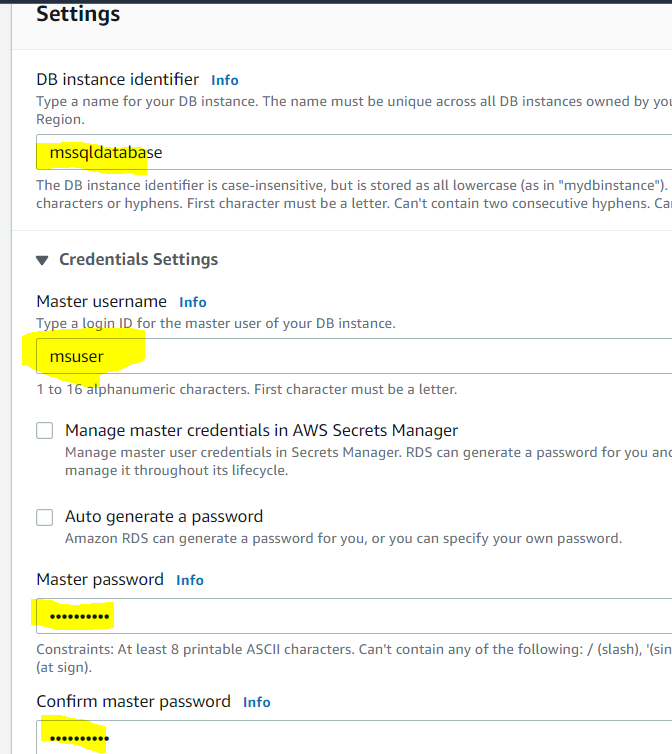 Settings
DB instance identifier Info
Type a name for your DB instance. The name must be unique across all DB instances owned by you
Region.
mssqldatabase
The DB instance identifier is case-insensitive, but is stored as all lowercase (as in "mydbinstance").
characters or hyphens. First character must be a letter. Can't contain two consecutive hyphens. Ca
▼ Credentials Settings
Master username Info
Type a login ID for the master user of your DB instance.
msuser
1 to 16 alphanumeric characters. First character must be a letter.
Manage master credentials in AWS Secrets Manager
Manage master user credentials in Secrets Manager. RDS can generate a password for you and
manage it throughout its lifecycle.
Auto generate a password
Amazon RDS can generate a password for you, or you can specify your own password.
Master password Info
••••••••••
Constraints: At least 8 printable ASCII characters. Can't contain any of the following: / (slash), '(sin
(at sign).
Confirm master password Info
••••••••••